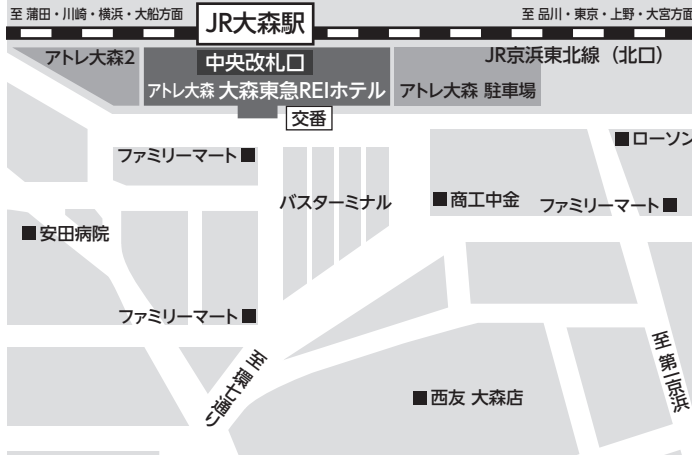 至 蒲田・川崎・横浜・大船方面
JR大森駅
至 品川・東京・上野・大宮方面
アトレ大森2
中央改札口
JR京浜東北線（北口）
アトレ大森 大森東急REIホテル
アトレ大森 駐車場
交番
ローソン
ファミリーマート
バスターミナル
商工中金
ファミリーマート
安田病院
ファミリーマート
至 環七通り
至 第一京浜
西友 大森店